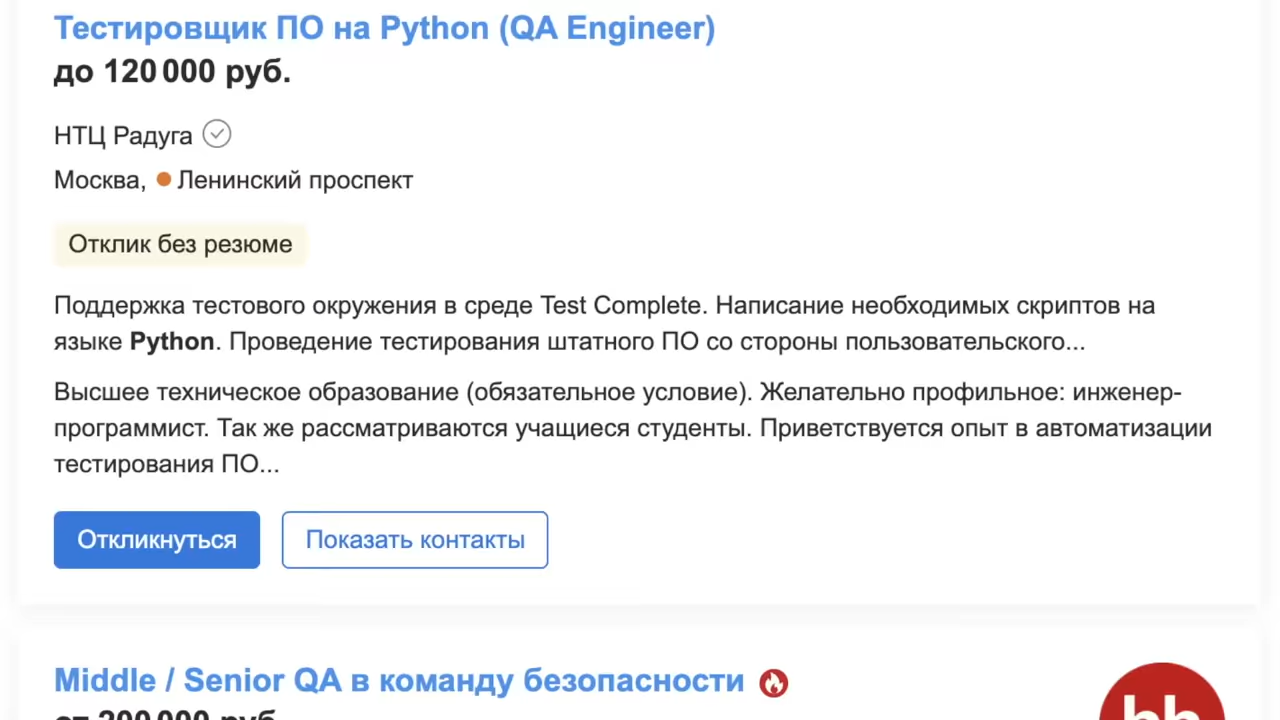 Тестировщик ПО на Python (QA Engineer)
до 120 000 руб.
НТЦ Радуга
Москва, Ленинский проспект
Отклик без резюме
Поддержка тестового окружения в среде Test Complete. Написание необходимых скриптов на
языке Python. Проведение тестирования штатного ПО со стороны пользовательского...
Высшее техническое образование (обязательное условие). Желательно профильное: инженер-
программист. Так же рассматриваются учащиеся студенты. Приветствуется опыт в автоматизации
тестирования ПО...
Откликнуться Показать контакты
Middle / Senior QA в команду безопасности
hh